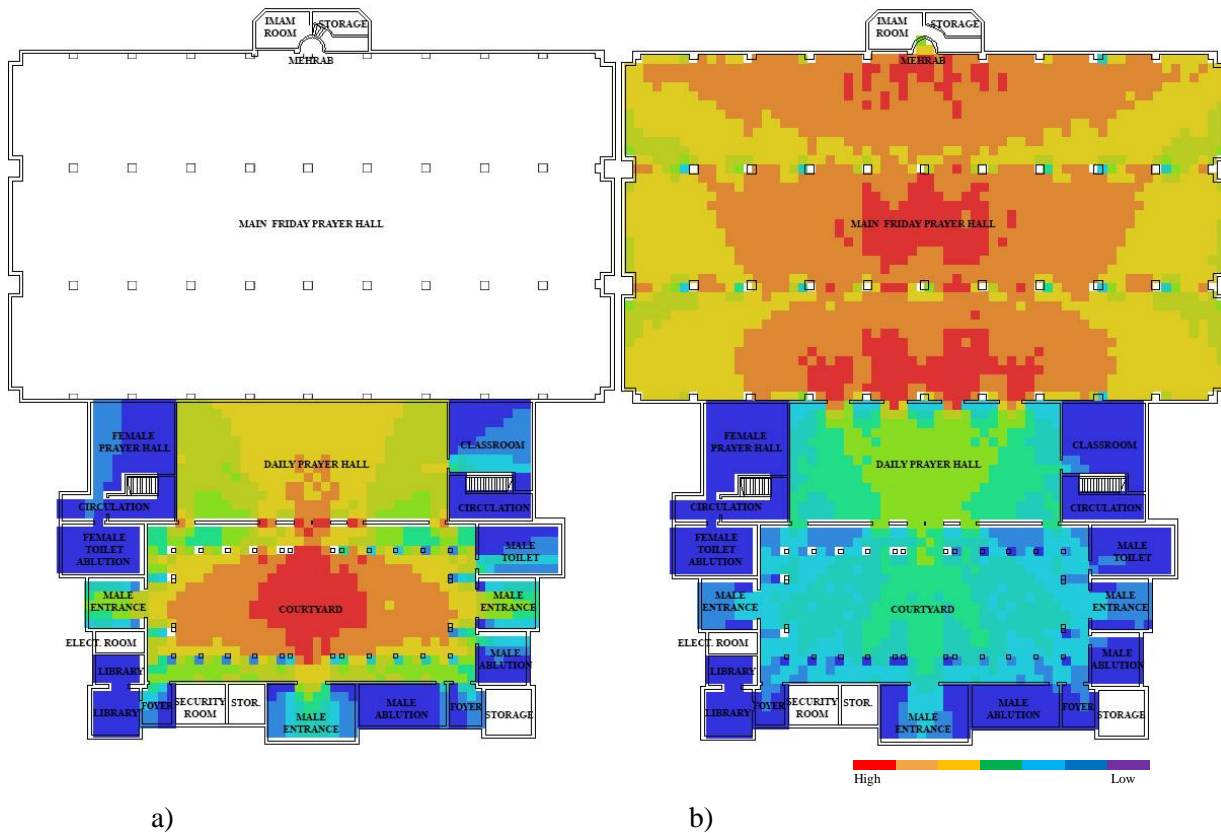 IMAM
ROOM
STORAGE
MEHRAB
MAIN FRIDAY PRAYER HALL
FEMALE
PRAYER HALL
DAILY PRAYER HALL
CLASSROOM
CIRCULATION
CIRCULATION
FEMALE
TOILET
ABLUTION
MALE
TOILET
MALE
ENTRANCE
COURTYARD
MALE
ENTRANCE
ELECT. ROOM
LIBRARY
MALE
ABLUTION
LIBRARY
FOYER
SECURITY
ROOM
STOR.
MALE
ENTRANCE
MALE
ABLUTION
FOYER
STORAGE
a)
IMAM
ROOM
STORAGE
MEHRAB
MAIN FRIDAY PRAYER HALL
FEMALE
PRAYER HALL
DAILY PRAYER HALL
CLASSROOM
CIRCULATION
CIRCULATION
FEMALE
TOILET
ABLUTION
MALE
TOILET
MALE
ENTRANCE
COURTYARD
MALE
ENTRANCE
ELECT. ROOM
LIBRARY
MALE
ABLUTION
LIBRARY
FOYER
SECURITY
ROOM
STOR.
MALE
ENTRANCE
MALE
ABLUTION
FOYER
STORAGE
High
Low
b)